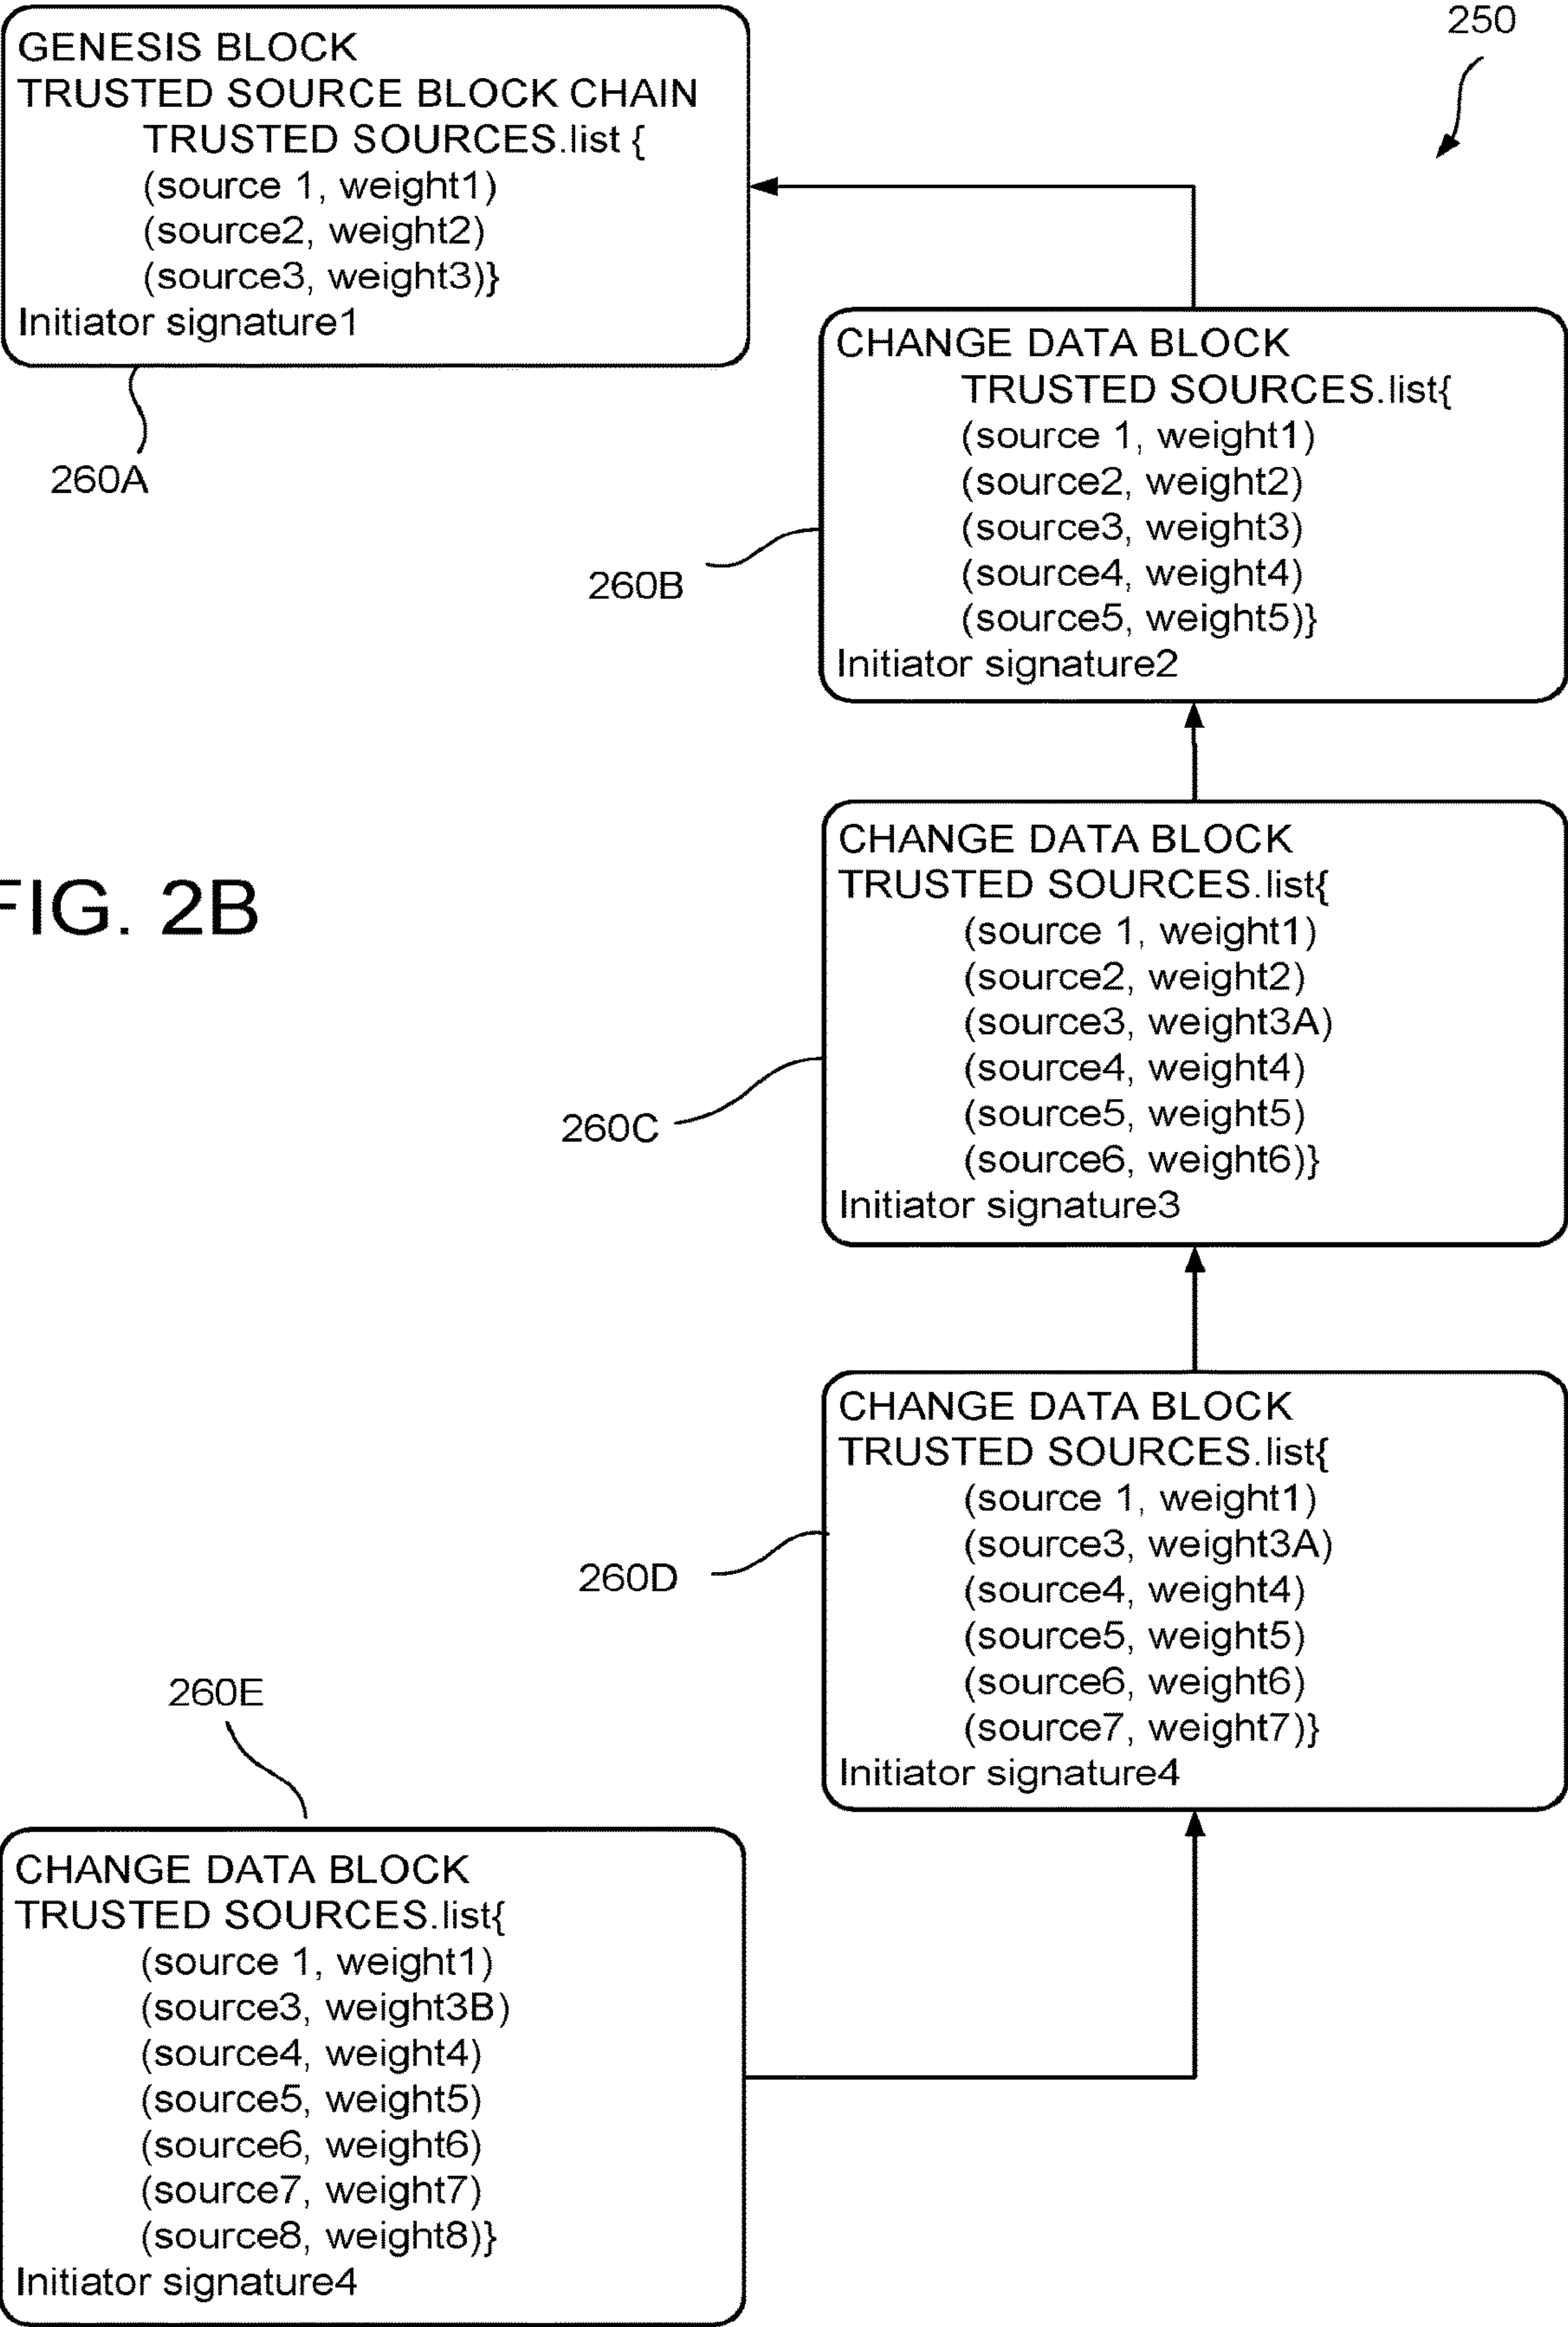 250
GENESIS BLOCK
TRUSTED SOURCE BLOCK CHAIN
TRUSTED SOURCES.list {
(source 1, weight1)
(source2, weight2)
(source3, weight3)}
Initiator signature1
260A
CHANGE DATA BLOCK
TRUSTED SOURCES.list{
(source 1, weight1)
(source2, weight2)
(source3, weight3)
(source4, weight4)
(source5, weight5)}
Initiator signature2
260B
FIG. 2B
CHANGE DATA BLOCK
TRUSTED SOURCES.list{
(source 1, weight1)
(source2, weight2)
(source3, weight3A)
(source4, weight4)
(source5, weight5)
(source6, weight6)}
Initiator signature3
260C
CHANGE DATA BLOCK
TRUSTED SOURCES.list{
(source 1, weight1)
(source3, weight3A)
(source4, weight4)
(source5, weight5)
(source6, weight6)
(source7, weight7)}
Initiator signature4
260D
260E
CHANGE DATA BLOCK
TRUSTED SOURCES.list{
(source 1, weight1)
(source3, weight3B)
(source4, weight4)
(source5, weight5)
(source6, weight6)
(source7, weight7)
(source8, weight8)}
Initiator signature4